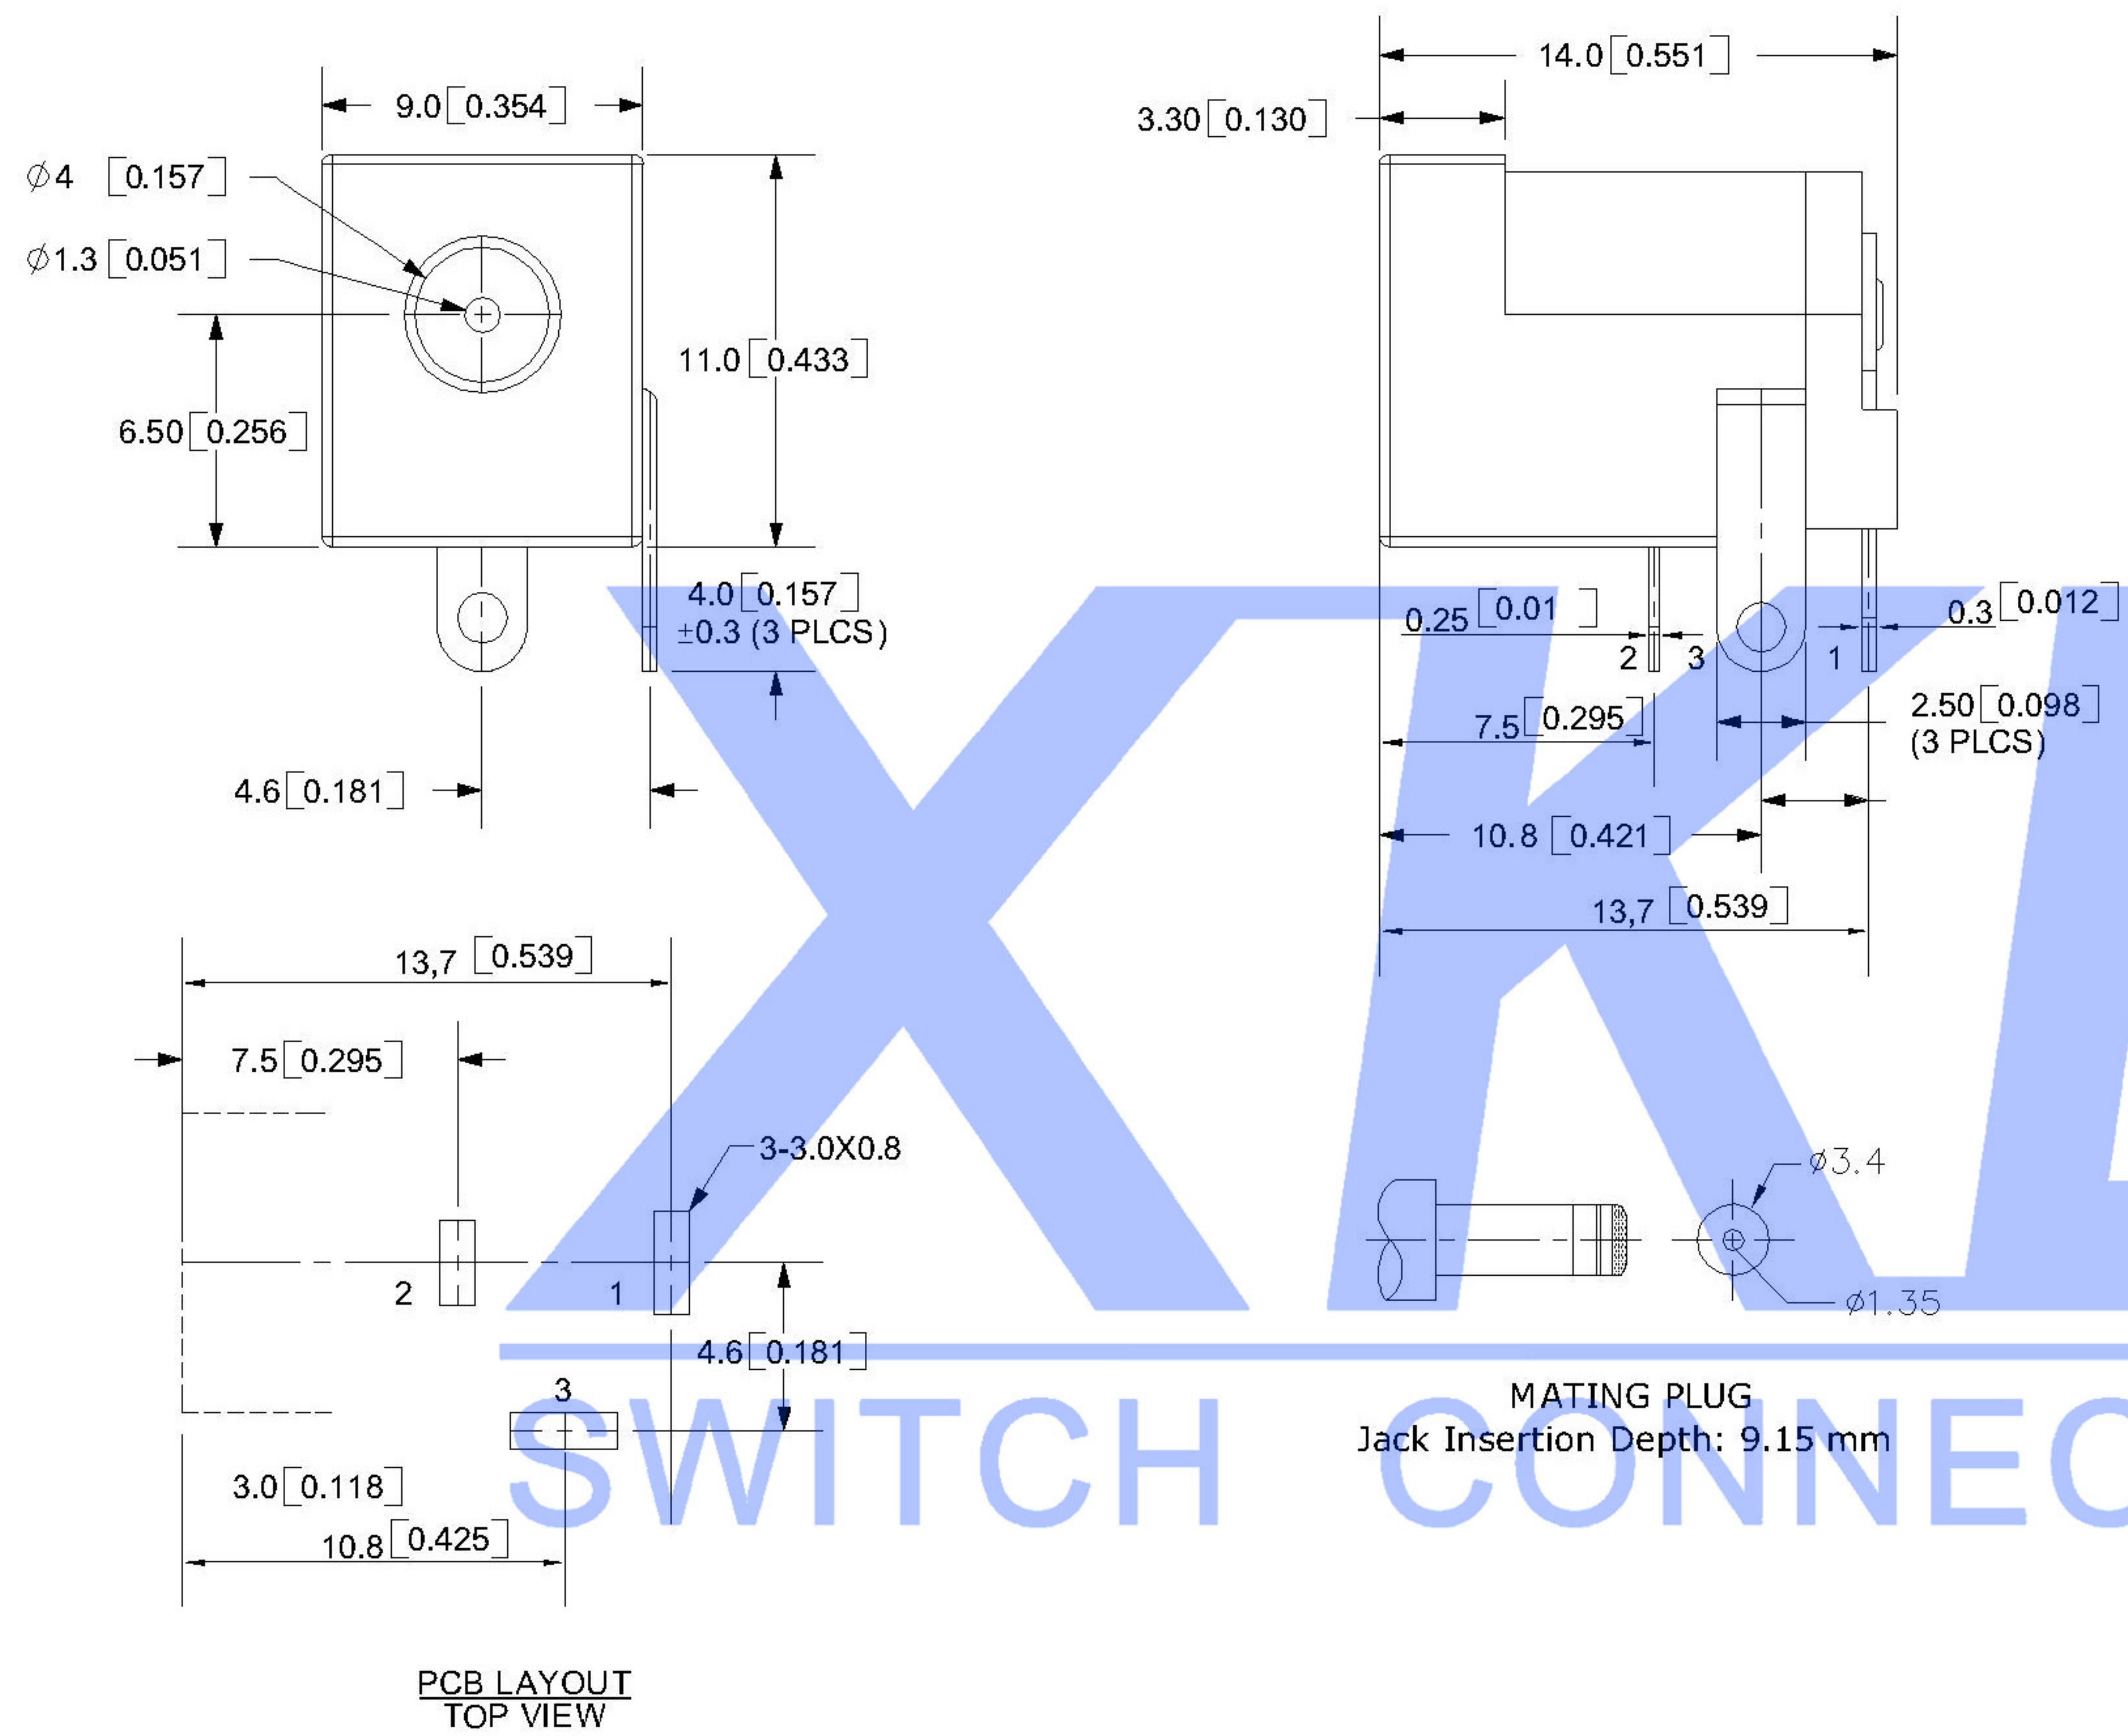 9.0[0.354]
14.0[0.551]
3.30[0.130]
⌀4 [0.157]
⌀1.3[0.051]
11.0[0.433]
6.50[0.256]
4.0[0.157]
±0.3 (3 PLCS)
4.6[0.181]
0.25[0.01 ]
0.3[0.012]
2 3 1
7.5[0.295]
2.50[0.098]
(3 PLCS)
10.8[0.421]
13,7 [0.539]
13,7 [0.539]
7.5[0.295]
3-3.0X0.8
2 1
4.6[0.181]
3
3.0[0.118]
10.8[0.425]
PCB LAYOUT
TOP VIEW
⌀3.4
⌀1.35
MATING PLUG
Jack Insertion Depth: 9.15 mm
SWITCH CONNEC